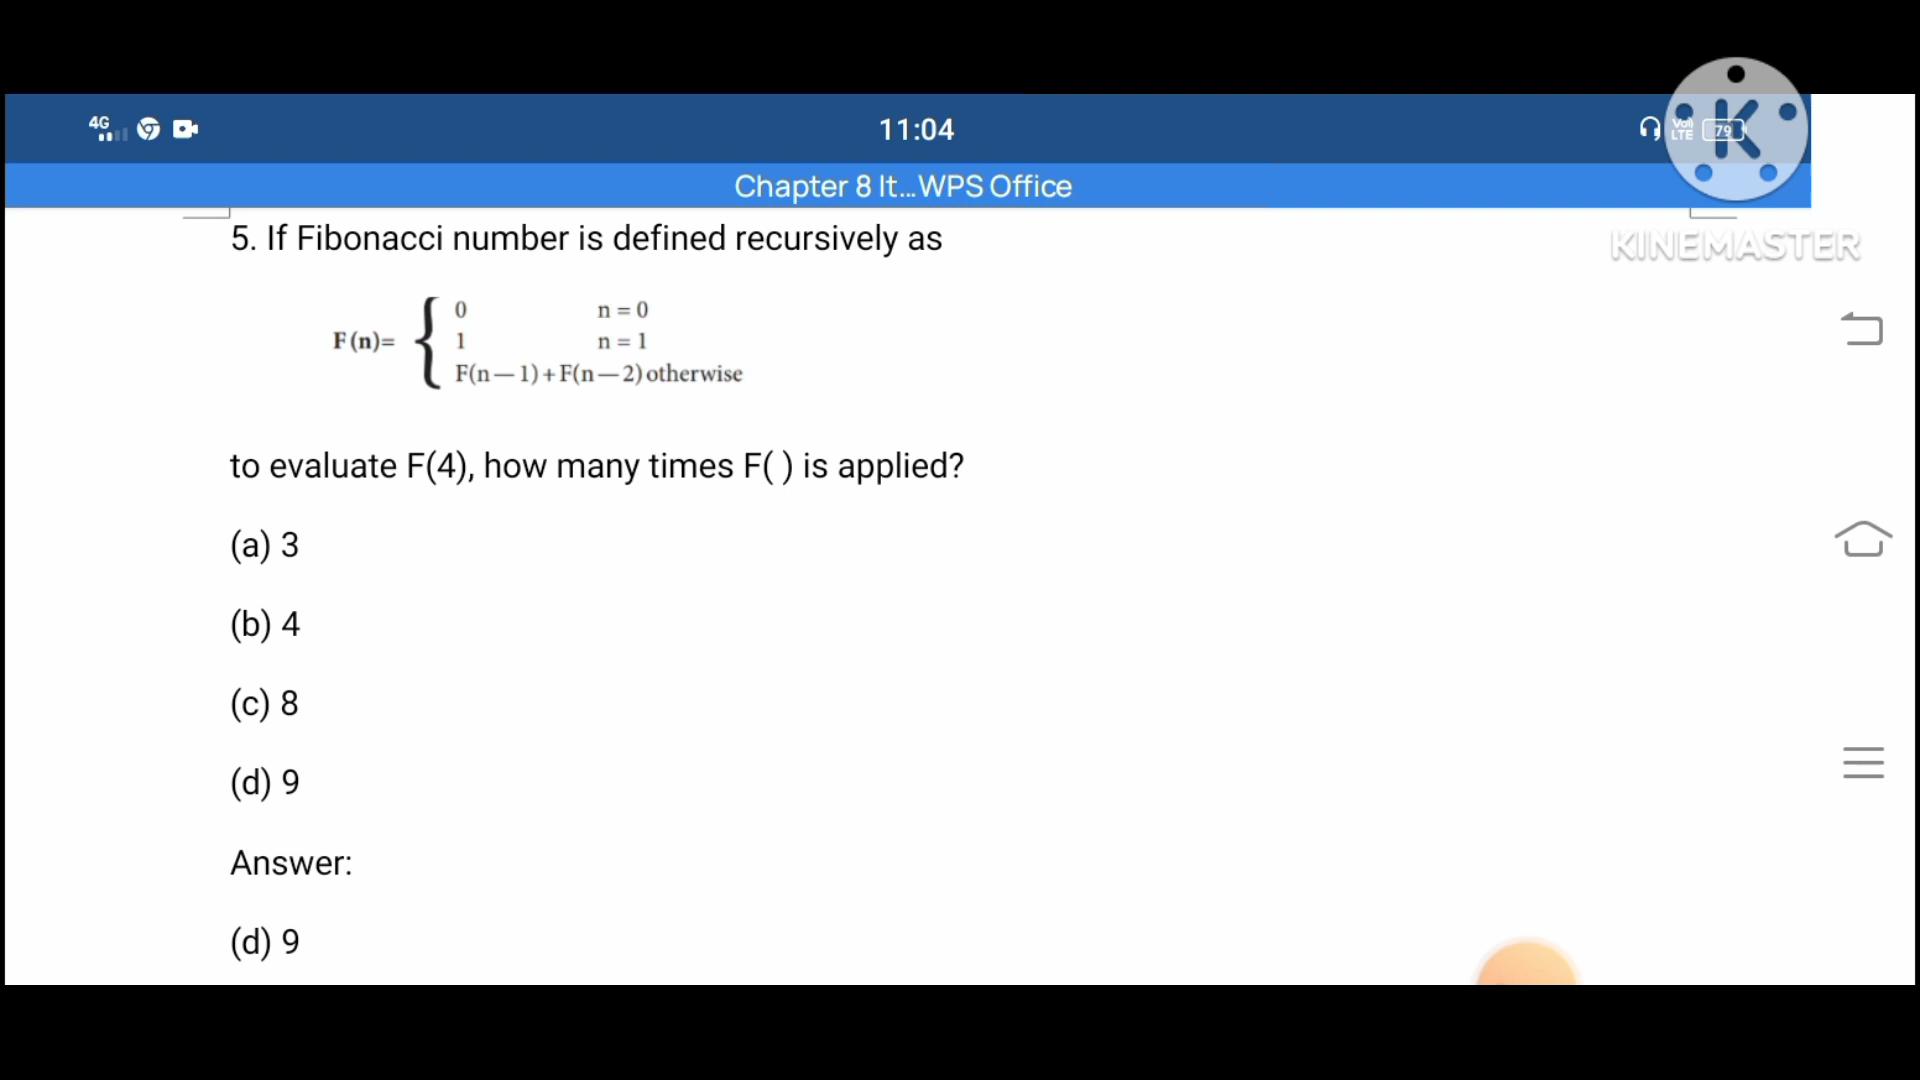 4G
11:04
Vo)
LTE
79
K
Chapter 8 It...WPS Office
KINEMASTER
5. If Fibonacci number is defined recursively as
0 n = 0
F (n)= { 1 n = 1
F(n — 1) + F(n — 2) otherwise
to evaluate F(4), how many times F( ) is applied?
(a) 3
(b) 4
(c) 8
(d) 9
Answer:
(d) 9